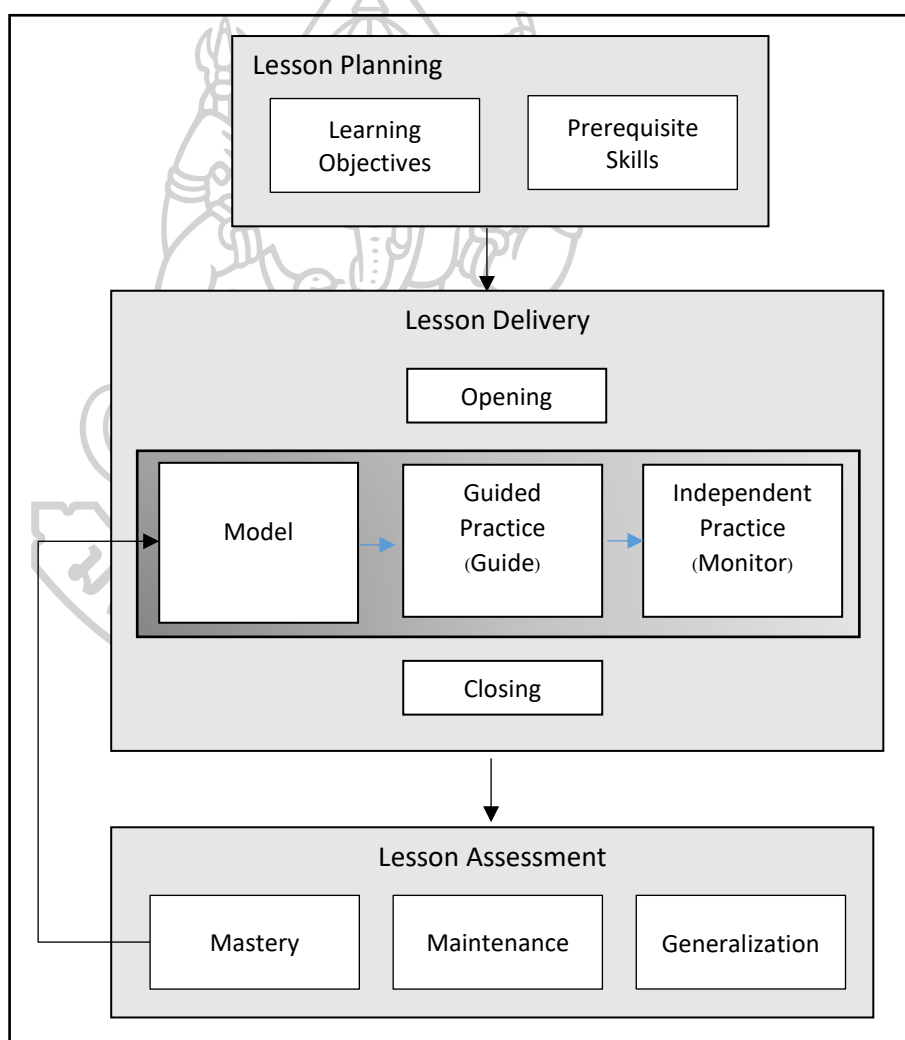 Lesson Planning
Learning
Objectives
Prerequisite
Skills
Lesson Delivery
Opening
Model
Guided
Practice
(Guide)
Independent
Practice
(Monitor)
Closing
Lesson Assessment
Mastery
Maintenance
Generalization